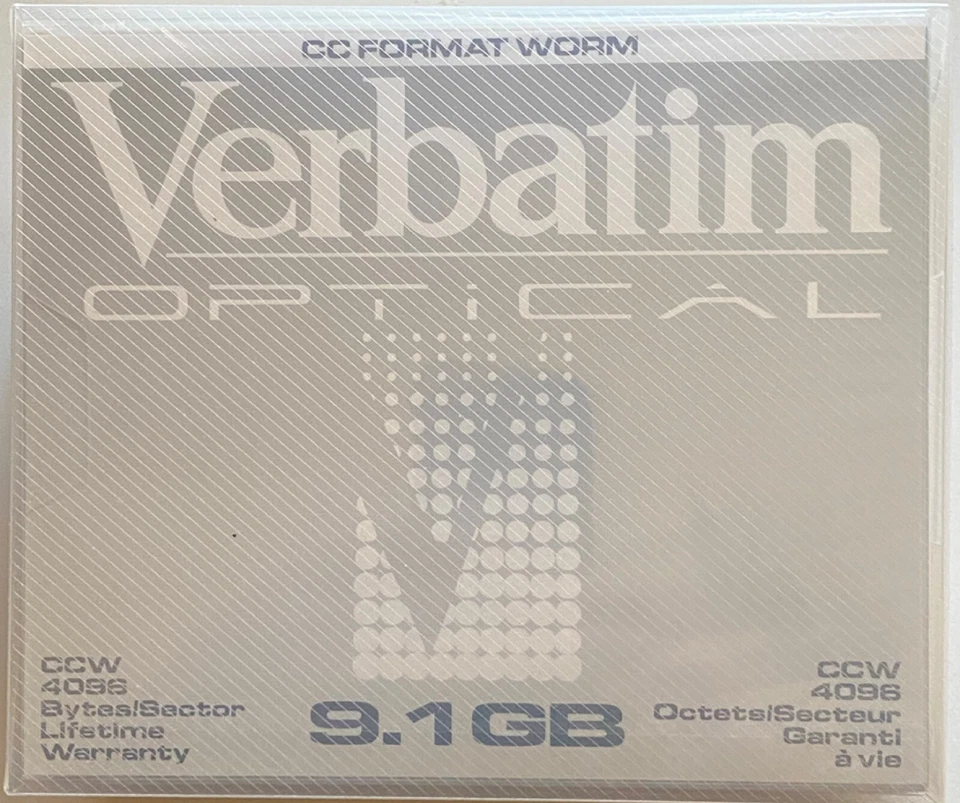 CC FORMAT WORM
Verbatim
OPTICAL
CCW
4096
Bytes/Sector
Lifetime
Warranty
9.1GB
CCW
4096
Octets/Secteur
Garanti
à vie